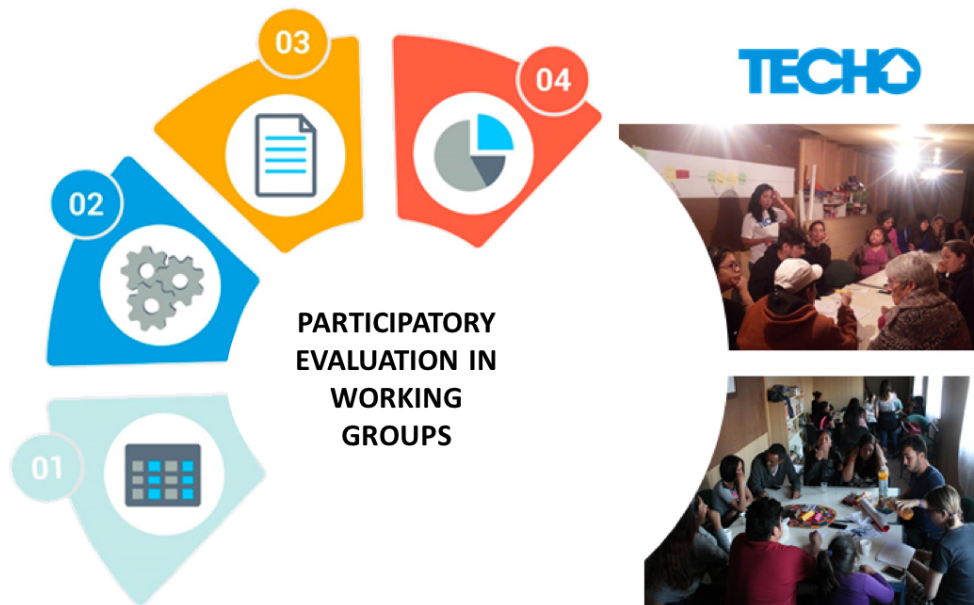 03
04
TECHO
02
PARTICIPATORY
EVALUATION IN
WORKING
GROUPS
01